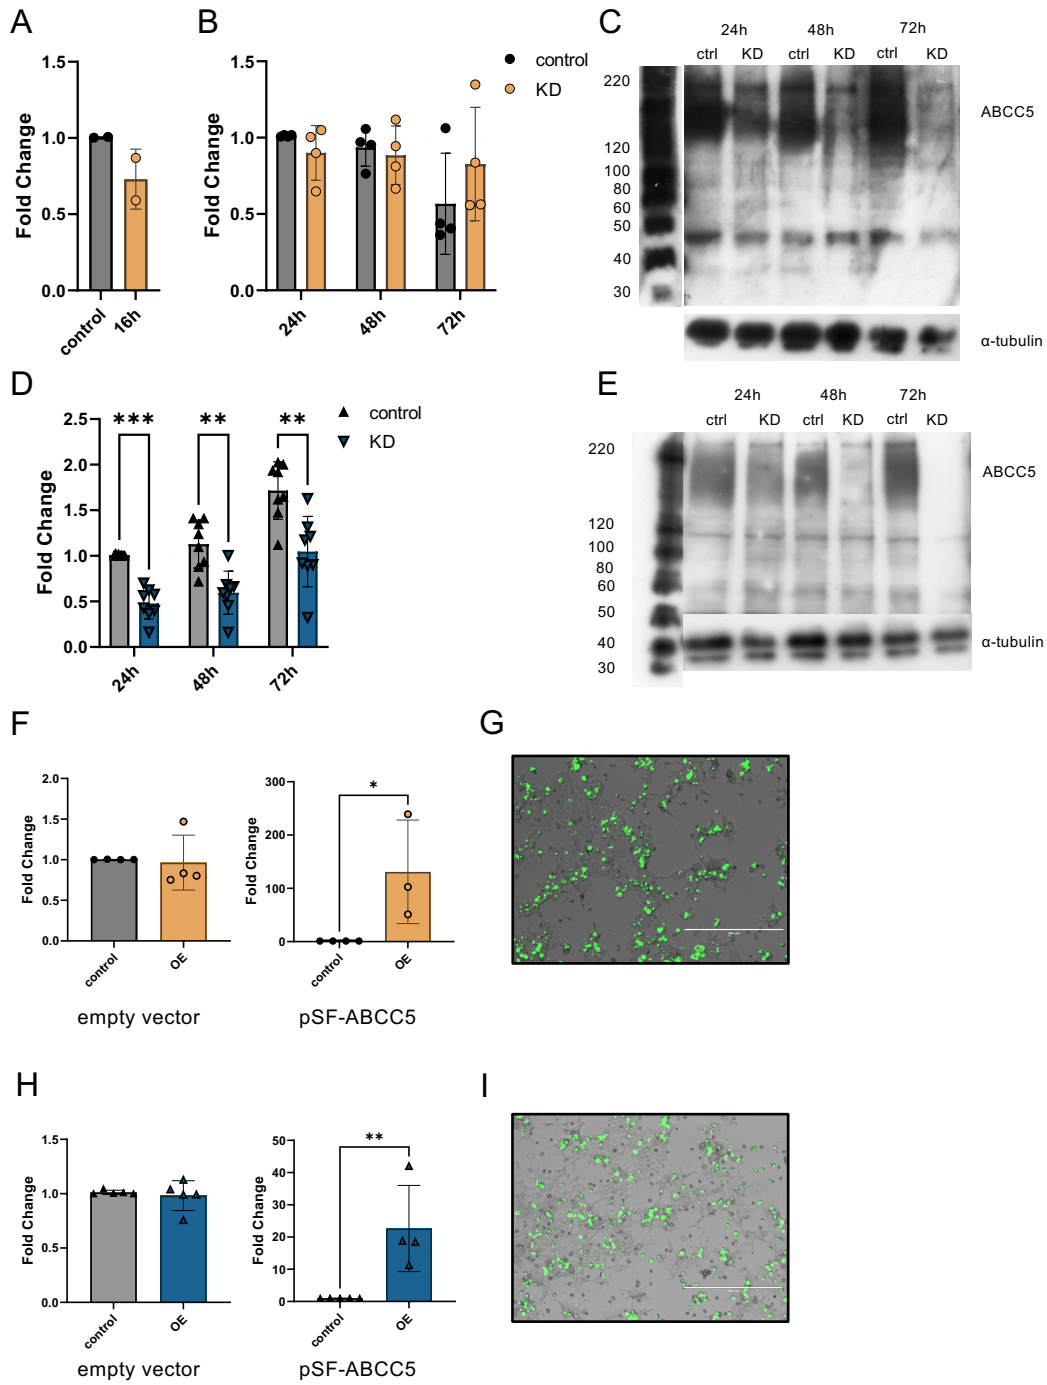 A
Fold Change
1.5
1.0
0.5
0.0
control
16h
B
Fold Change
1.5
1.0
0.5
0.0
24h
48h
72h
control
KD
C
24h 48h 72h
ctrl KD ctrl KD ctrl KD
220
120
100
80
60
50
40
30
ABCC5
α-tubulin
D
Fold Change
2.5
2.0
1.5
1.0
0.5
0.0
*** ** **
24h
48h
72h
control
KD
E
24h 48h 72h
ctrl KD ctrl KD ctrl KD
220
120
100
80
60
50
40
30
ABCC5
α-tubulin
F
Fold Change
2.0
1.5
1.0
0.5
0.0
control
OE
empty vector
Fold Change
300
200
100
0
*
control
OE
pSF-ABCC5
G
H
Fold Change
1.5
1.0
0.5
0.0
control
OE
empty vector
Fold Change
50
40
30
20
10
0
**
control
OE
pSF-ABCC5
I